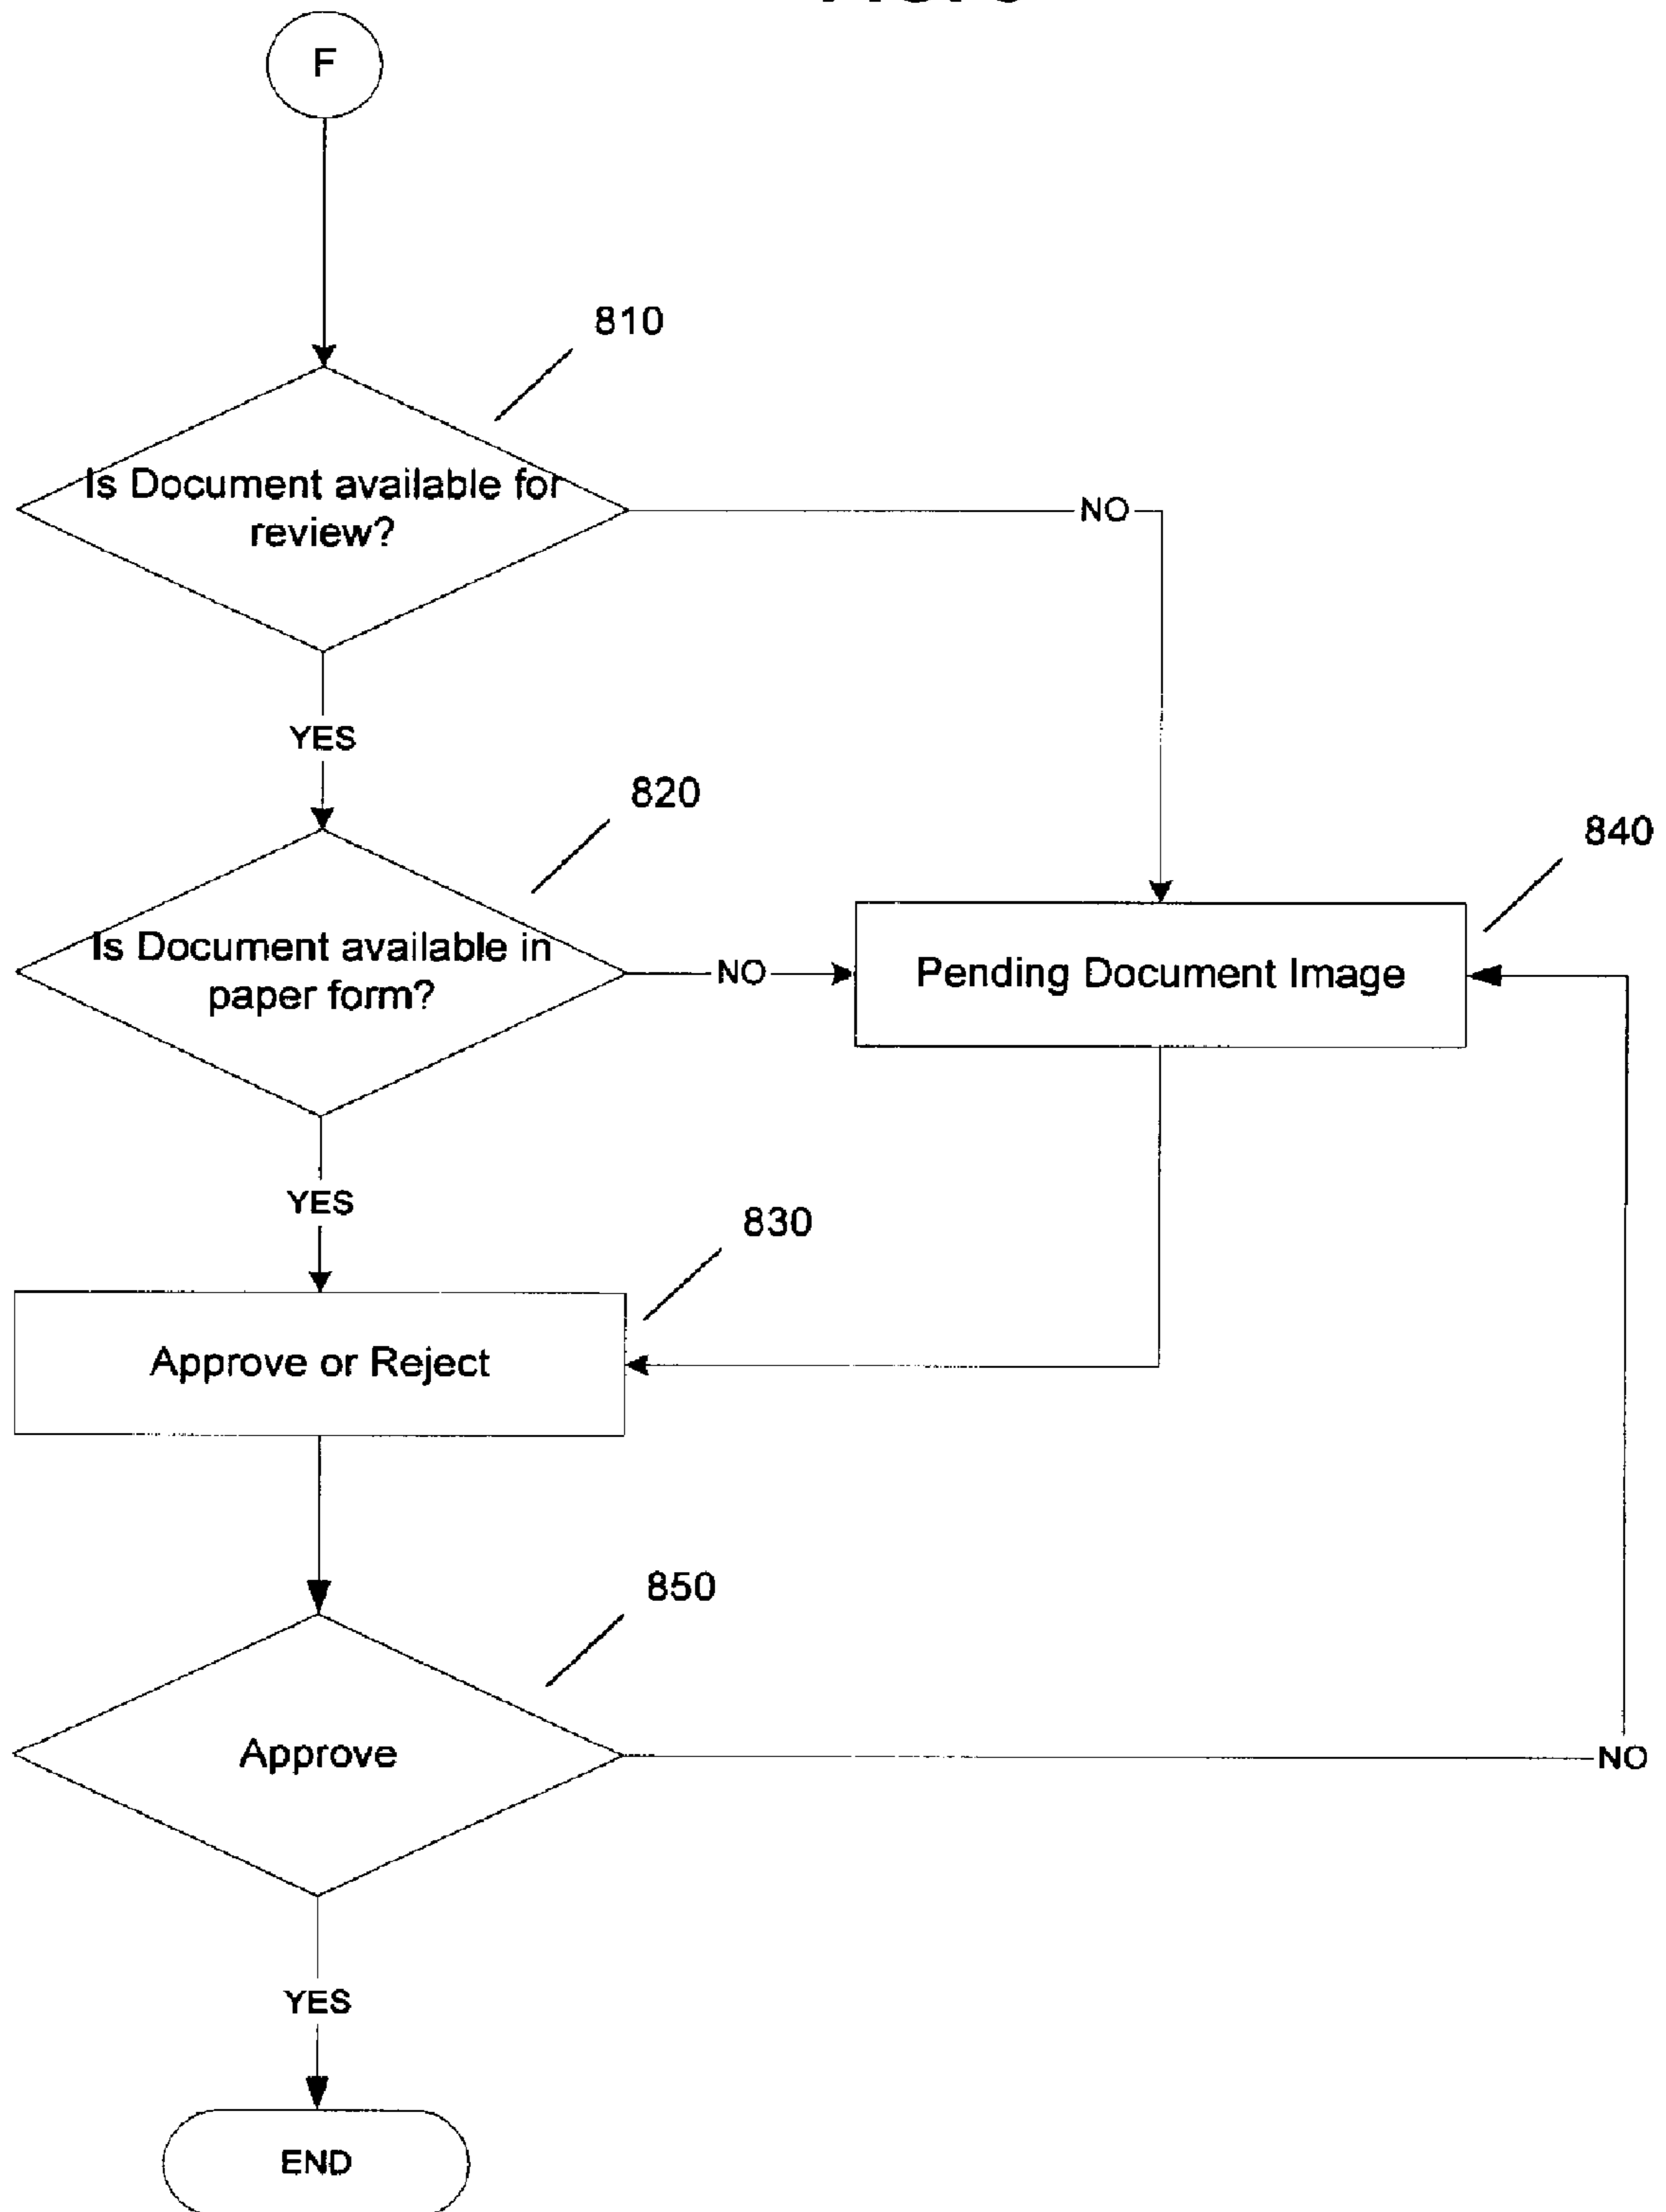 F
810
Is Document available for
review?
NO
YES
820
840
Is Document available in
paper form?
NO
Pending Document Image
YES
830
Approve or Reject
850
Approve
NO
YES
END